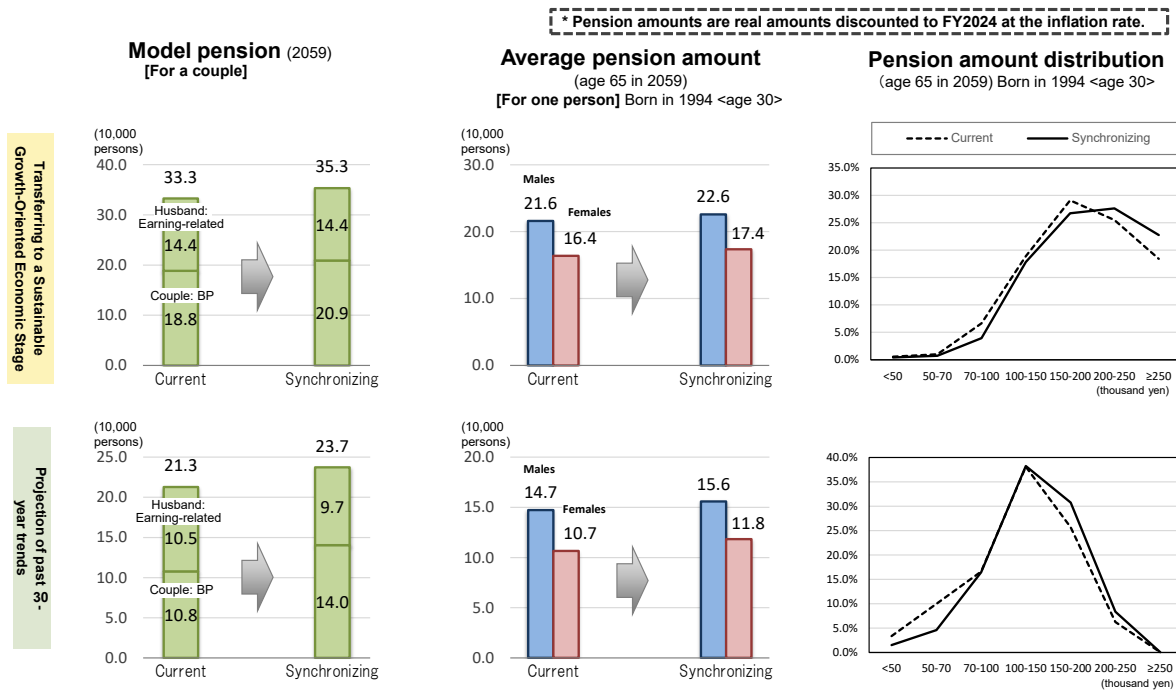 * Pension amounts are real amounts discounted to FY2024 at the inflation rate.
Model pension (2059)
[For a couple]
Average pension amount
(age 65 in 2059)
[For one person] Born in 1994 <age 30>
Pension amount distribution
(age 65 in 2059) Born in 1994 <age 30>
Transferring to a Sustainable
Growth-Oriented Economic Stage
(10,000
persons)
40.0
30.0
20.0
10.0
0.0
33.3
Husband:
Earning-related
14.4
Couple: BP
18.8
35.3
14.4
20.9
Current
Synchronizing
(10,000
persons)
30.0
20.0
10.0
0.0
Males
21.6
Females
16.4
22.6
17.4
Current
Synchronizing
Current
Synchronizing
35.0%
30.0%
25.0%
20.0%
15.0%
10.0%
5.0%
0.0%
<50 50-70 70-100 100-150 150-200 200-250 ≥250
(thousand yen)
Projection of past 30-
year trends
(10,000
persons)
25.0
20.0
15.0
10.0
5.0
0.0
21.3
Husband:
Earning-related
10.5
Couple: BP
10.8
23.7
9.7
14.0
Current
Synchronizing
(10,000
persons)
20.0
15.0
10.0
5.0
0.0
Males
14.7
Females
10.7
15.6
11.8
Current
Synchronizing
40.0%
35.0%
30.0%
25.0%
20.0%
15.0%
10.0%
5.0%
0.0%
<50 50-70 70-100 100-150 150-200 200-250 ≥250
(thousand yen)